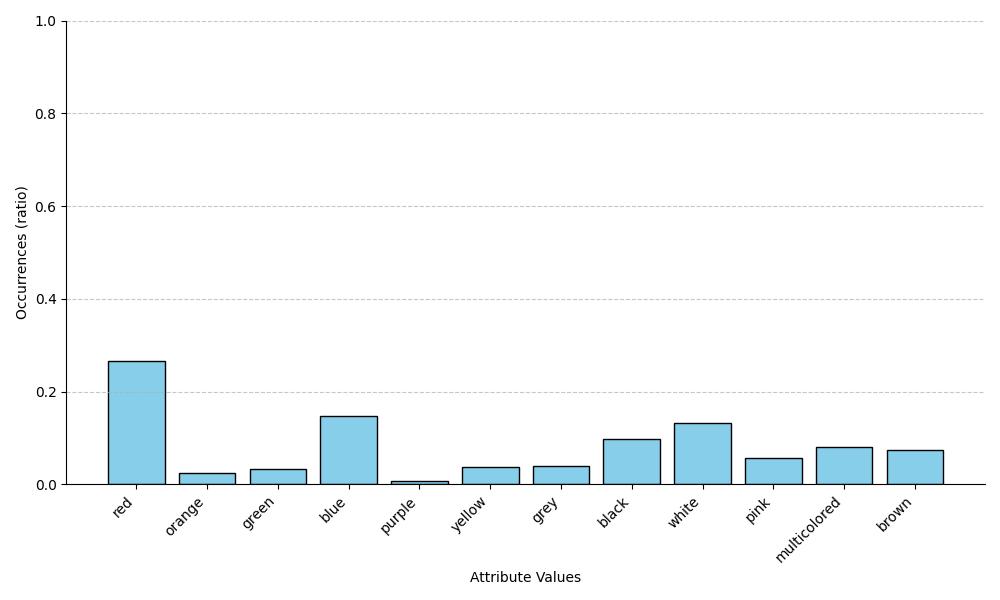 1.0
0.8
0.6
0.4
0.2
0.0
Occurrences (ratio)
red
orange
green
blue
purple
yellow
grey
black
white
pink
multicolored
brown
Attribute Values